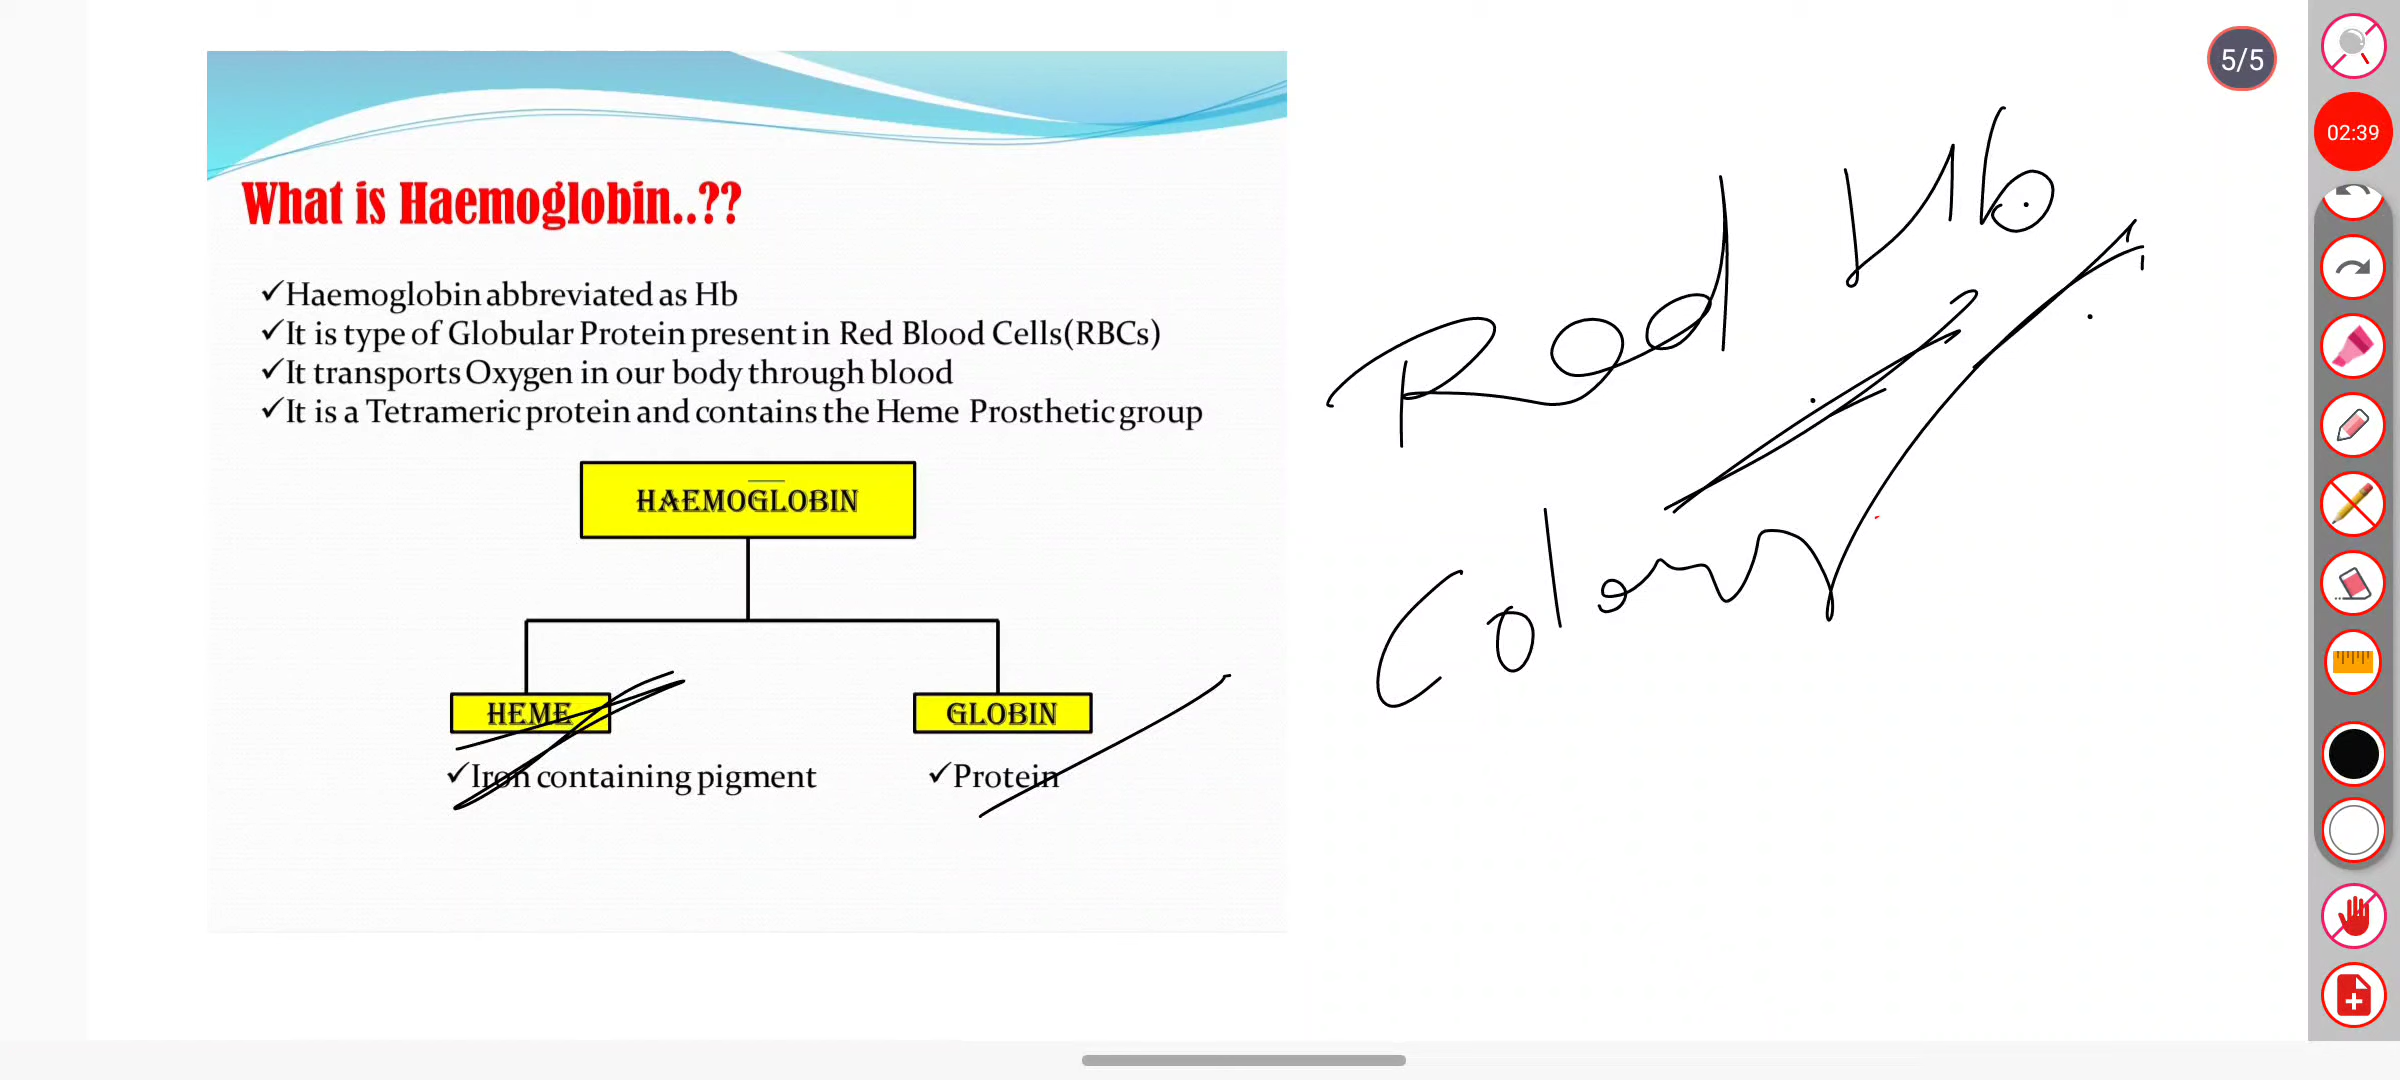 What is Haemoglobin..??
✓Haemoglobin abbreviated as Hb
✓It is type of Globular Protein present in Red Blood Cells(RBCs)
✓It transports Oxygen in our body through blood
✓It is a Tetrameric protein and contains the Heme Prosthetic group
HAEMOGLOBIN
HEME
GLOBIN
✓Iron containing pigment
✓Protein
Hb
Red
Colour
5/5
02:39